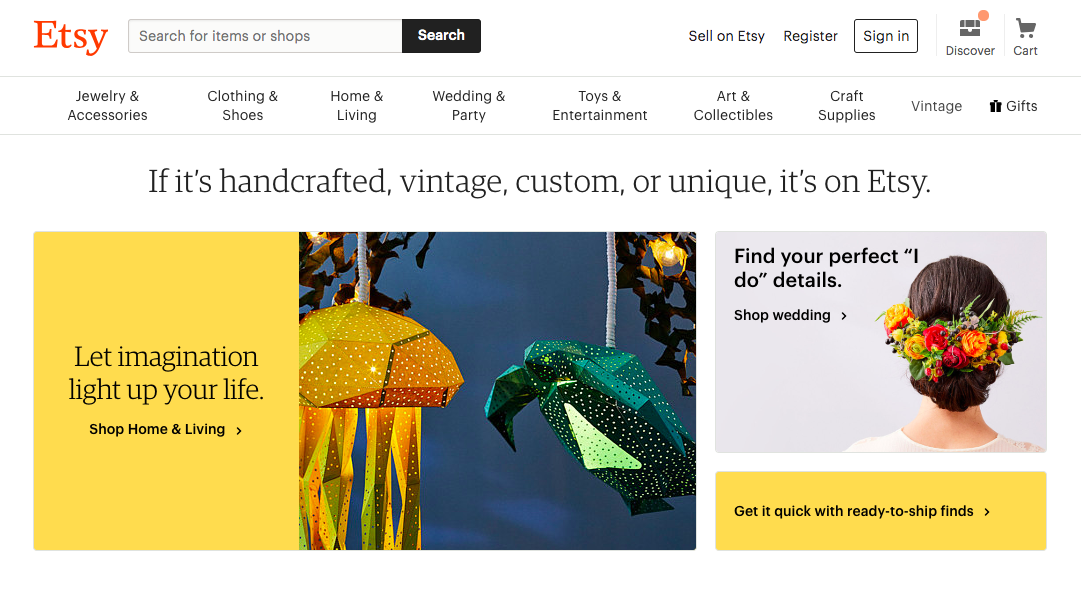 Etsy
Search for items or shops
Search
Sell on Etsy
Register
Sign in
Discover
Cart
Jewelry &
Accessories
Clothing &
Shoes
Home &
Living
Wedding &
Party
Toys &
Entertainment
Art &
Collectibles
Craft
Supplies
Vintage
Gifts
If it’s handcrafted, vintage, custom, or unique, it’s on Etsy.
Let imagination
light up your life.
Shop Home & Living
Find your perfect “I
do” details.
Shop wedding
Get it quick with ready-to-ship finds